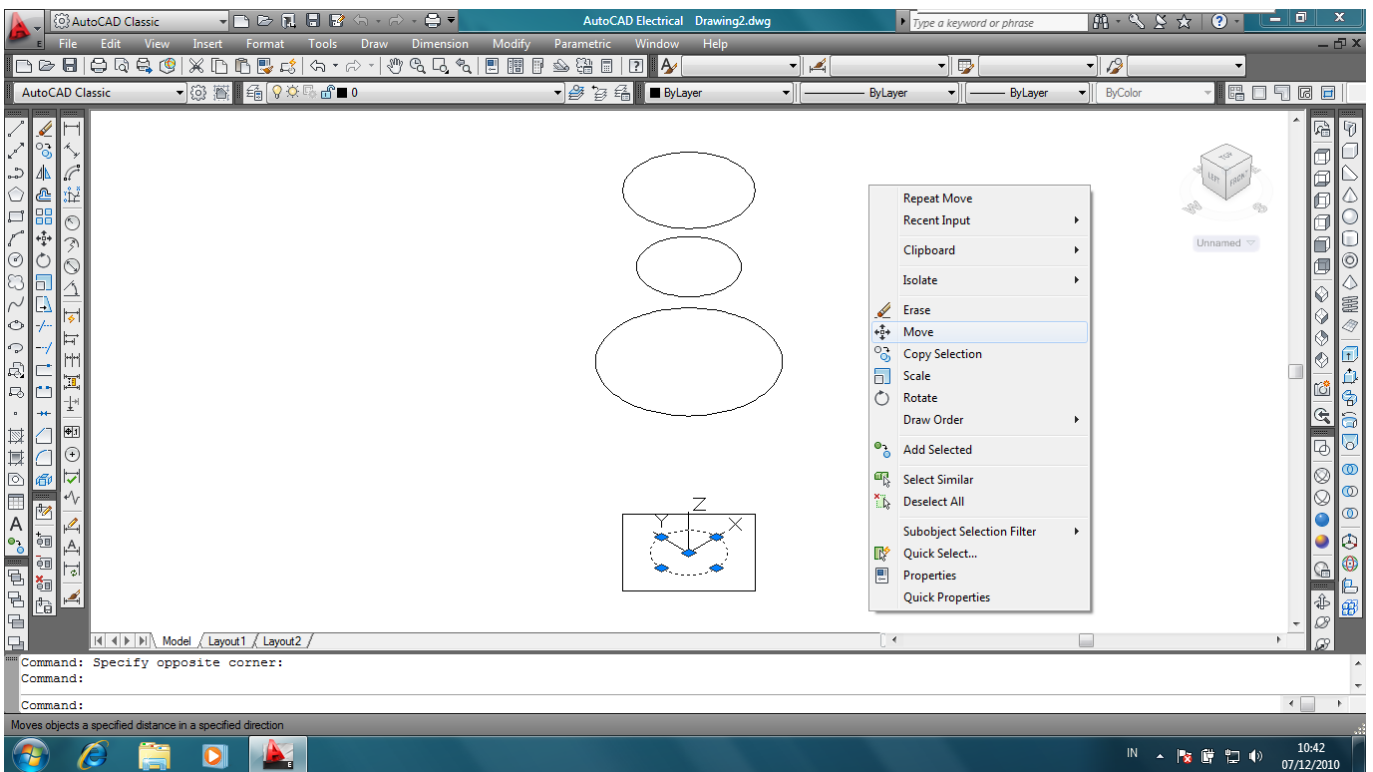 AutoCAD Classic
AutoCAD Electrical Drawing2.dwg
Type a keyword or phrase
E File Edit View Insert Format Tools Draw Dimension Modify Parametric Window Help
AutoCAD Classic
0
ByLayer
ByLayer
ByLayer
ByColor
TOP
LEFT
FRONT
Unnamed
Repeat Move
Recent Input
Clipboard
Isolate
Erase
Move
Copy Selection
Scale
Rotate
Draw Order
Add Selected
Select Similar
Deselect All
Subobject Selection Filter
Quick Select...
Properties
Quick Properties
Z
Y
X
A
Model Layout1 Layout2
Command: Specify opposite corner:
Command:
Command:
Moves objects a specified distance in a specified direction
IN
10:42
07/12/2010